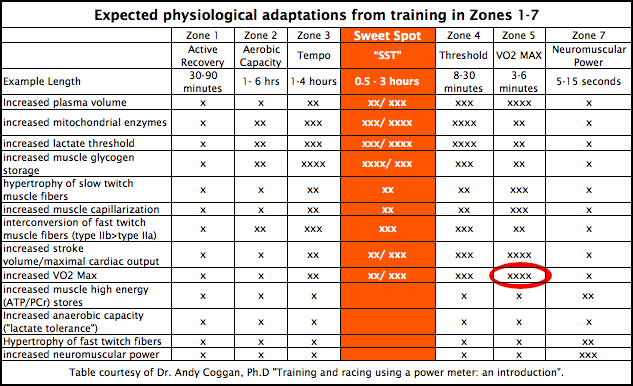 Expected physiological adaptations from training in Zones 1-7
Zone 1 Zone 2 Zone 3 Sweet Spot Zone 4 Zone 5 Zone 7
Active Recovery Aerobic Capacity Tempo "SST" Threshold VO2 MAX Neuromuscular Power
Example Length 30-90 minutes 1- 6 hrs 1-4 hours 0.5 - 3 hours 8-30 minutes 3-6 minutes 5-15 seconds
Increased plasma volume x x xx xx/ xxx xxx xxxx x
increased mitochondrial enzymes x xx xxx xxx/ xxxx xxxx xx x
increased lactate threshold x xx xxx xxx/ xxxx xxxx xx x
increased muscle glycogen storage x xx xxxx xxxx/ xxx xxx xx x
hypertrophy of slow twitch muscle fibers x x xx xx xx xxx x
increased muscle capillarization x x xx xx xx xxx x
interconversion of fast twitch muscle fibers (type IIb>type IIa) x xx xxx xxx xxx xx x
increased stroke volume/maximal cardiac output x x xx xx/ xxx xxx xxxx x
increased VO2 Max x x xx xx/ xxx xxx xxxx x
increased muscle high energy (ATP/PCr) stores x x x x x xx
Increased anaerobic capacity ("lactate tolerance") x x x x x x
Hypertrophy of fast twitch fibers x x x x x xx
increased neuromuscular power x x x x x xxx
Table courtesy of Dr. Andy Coggan, Ph.D "Training and racing using a power meter: an introduction".